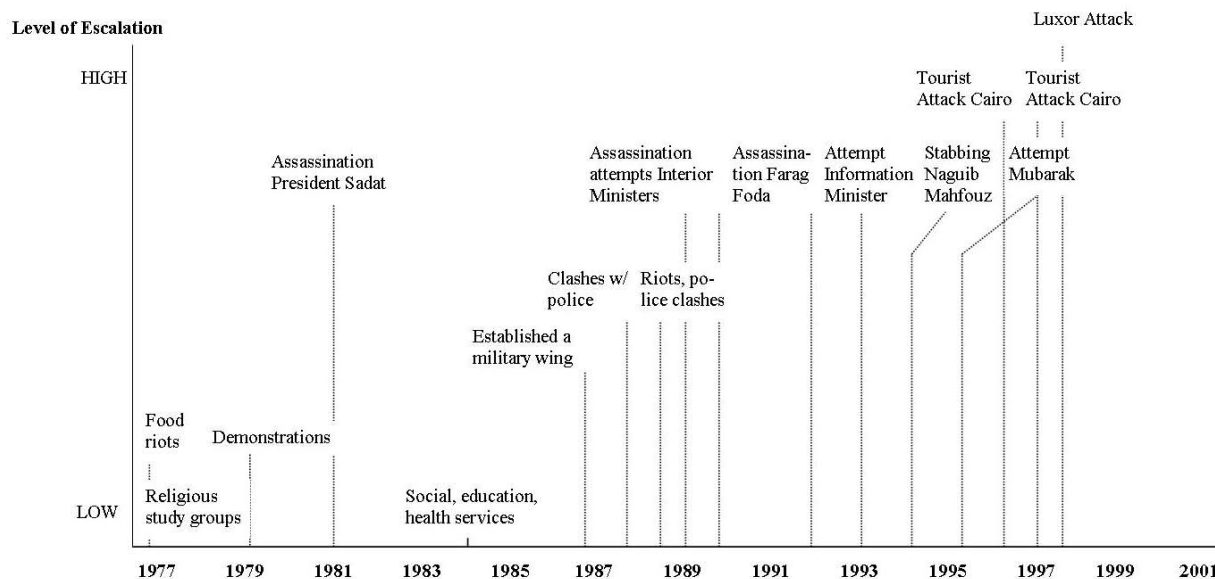 Luxor Attack
Level of Escalation
HIGH
Tourist
Attack Cairo
Tourist
Attack Cairo
Assassination
President Sadat
Assassination
attempts Interior
Ministers
Assassina-
tion Farag
Foda
Attempt
Information
Minister
Stabbing
Naguib
Mahfouz
Attempt
Mubarak
Clashes w/
police
Riots, po-
lice clashes
Established a
military wing
Food
riots
Demonstrations
LOW
Religious
study groups
Social, education,
health services
1977 1979 1981 1983 1985 1987 1989 1991 1993 1995 1997 1999 2001